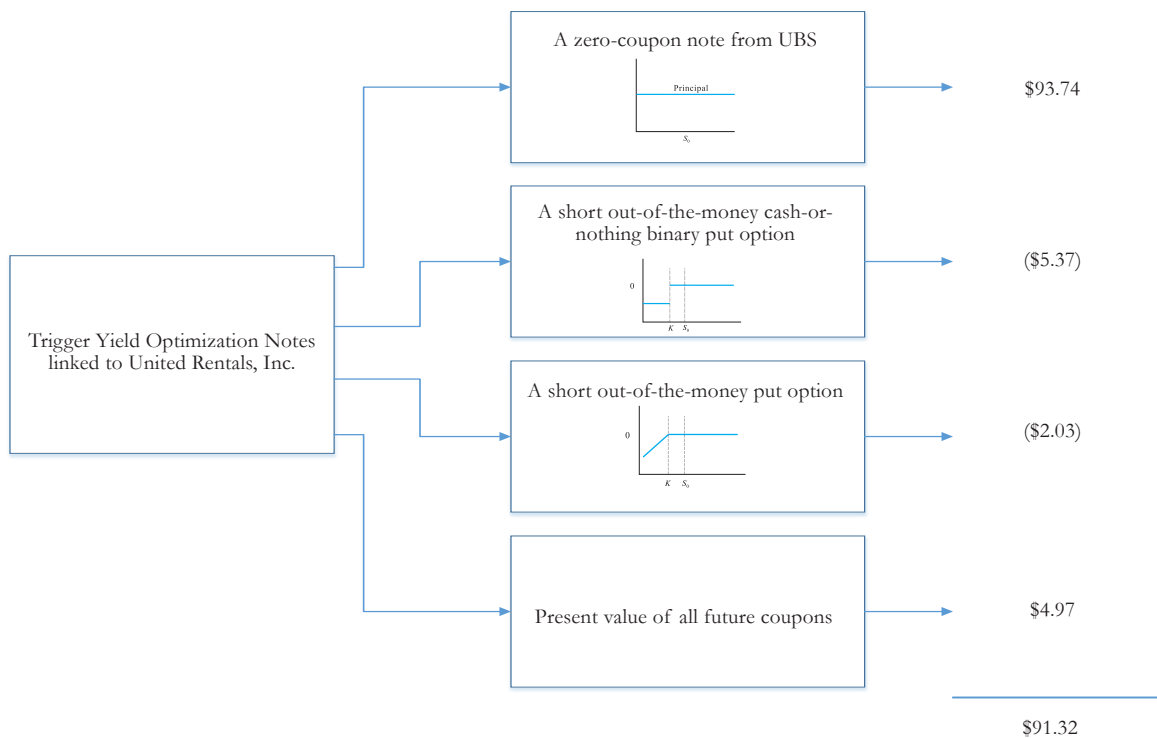 A zero-coupon note from UBS
Principal
S₀
$93.74
A short out-of-the-money cash-or-
nothing binary put option
0
K S₀
($5.37)
Trigger Yield Optimization Notes
linked to United Rentals, Inc.
A short out-of-the-money put option
0
K S₀
($2.03)
Present value of all future coupons
$4.97
$91.32